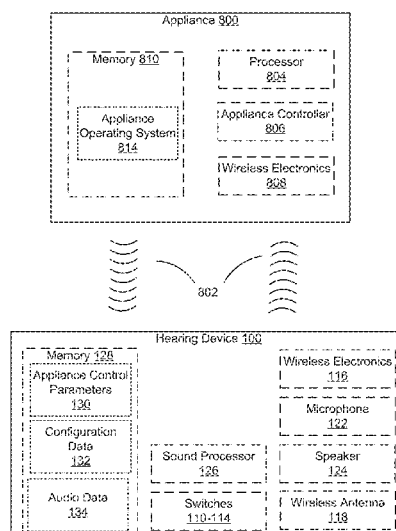 Appliance 800
Memory 810
Appliance
Operating System
814
Processor
804
Appliance Controller
806
Wireless Electronics
808
802
Hearing Device 100
Memory 128
Appliance Control
Parameters
130
Configuration
Data
132
Audio Data
134
Sound Processor
126
Switches
110-114
Wireless Electronics
116
Microphone
122
Speaker
124
Wireless Antenna
118